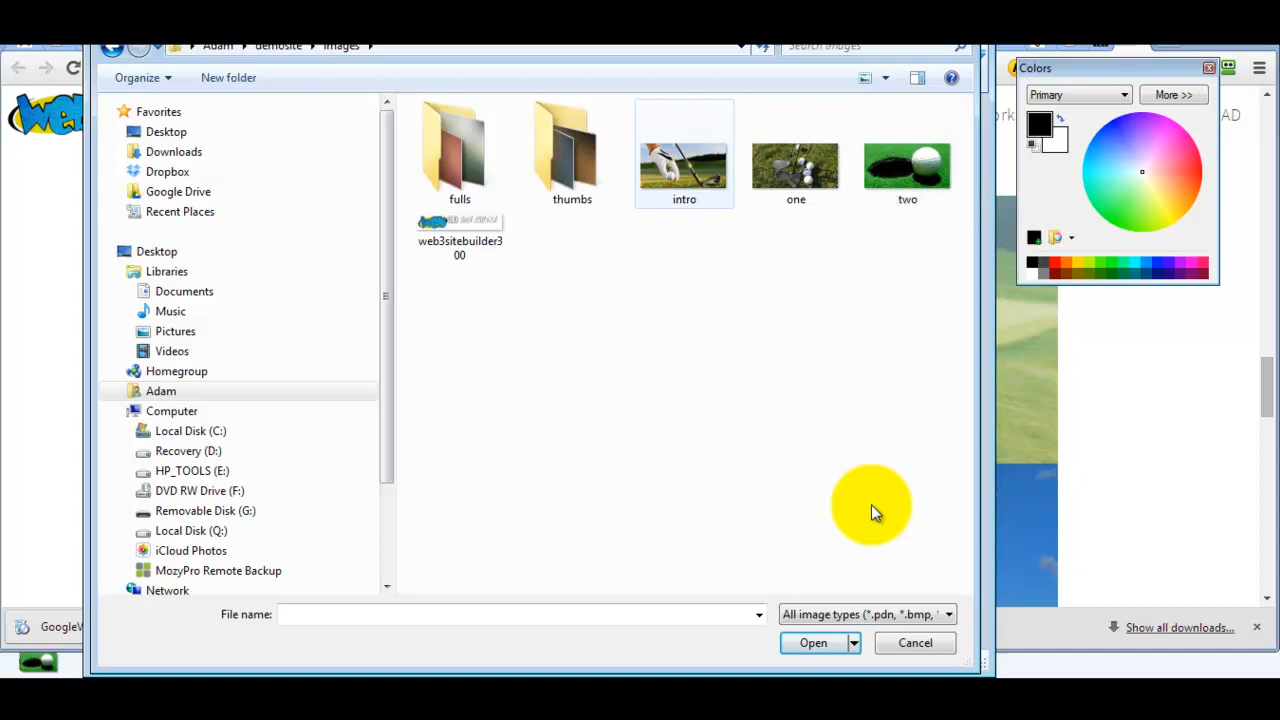 Adam
demosite
images
Search images
Organize
New folder
Favorites
Desktop
Downloads
Dropbox
Google Drive
Recent Places
Desktop
Libraries
Documents
Music
Pictures
Videos
Homegroup
Adam
Computer
Local Disk (C:)
Recovery (D:)
HP_TOOLS (E:)
DVD RW Drive (F:)
Removable Disk (G:)
Local Disk (Q:)
iCloud Photos
MozyPro Remote Backup
Network
fulls
thumbs
intro
one
two
web3sitebuilder3
00
File name:
All image types (*.pdn, *.bmp, 
Open
Cancel
Colors
Primary
More >>
AD
GoogleV
Show all downloads...